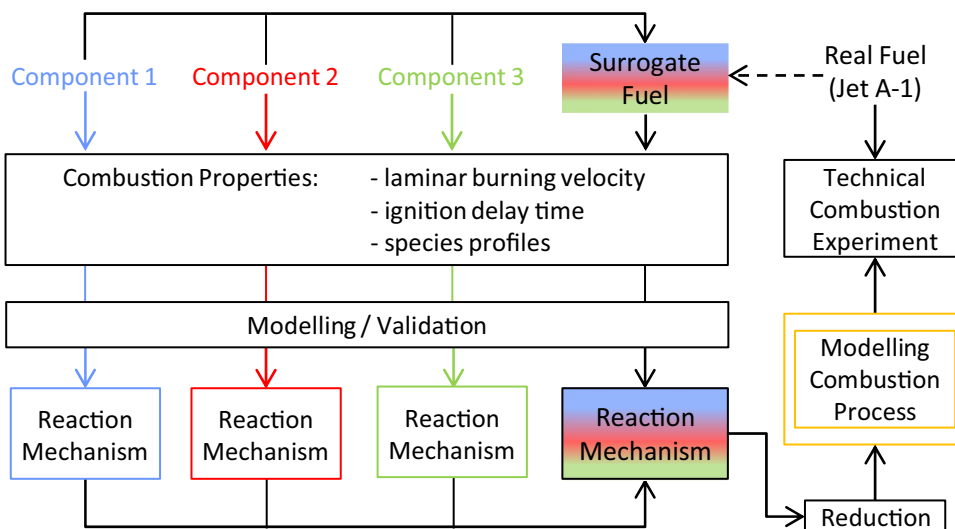 Component 1
Component 2
Component 3
Surrogate
Fuel
Real Fuel
(Jet A-1)
Combustion Properties: - laminar burning velocity
- ignition delay time
- species profiles
Technical
Combustion
Experiment
Modelling / Validation
Modelling
Combustion
Process
Reaction
Mechanism
Reaction
Mechanism
Reaction
Mechanism
Reaction
Mechanism
Reduction